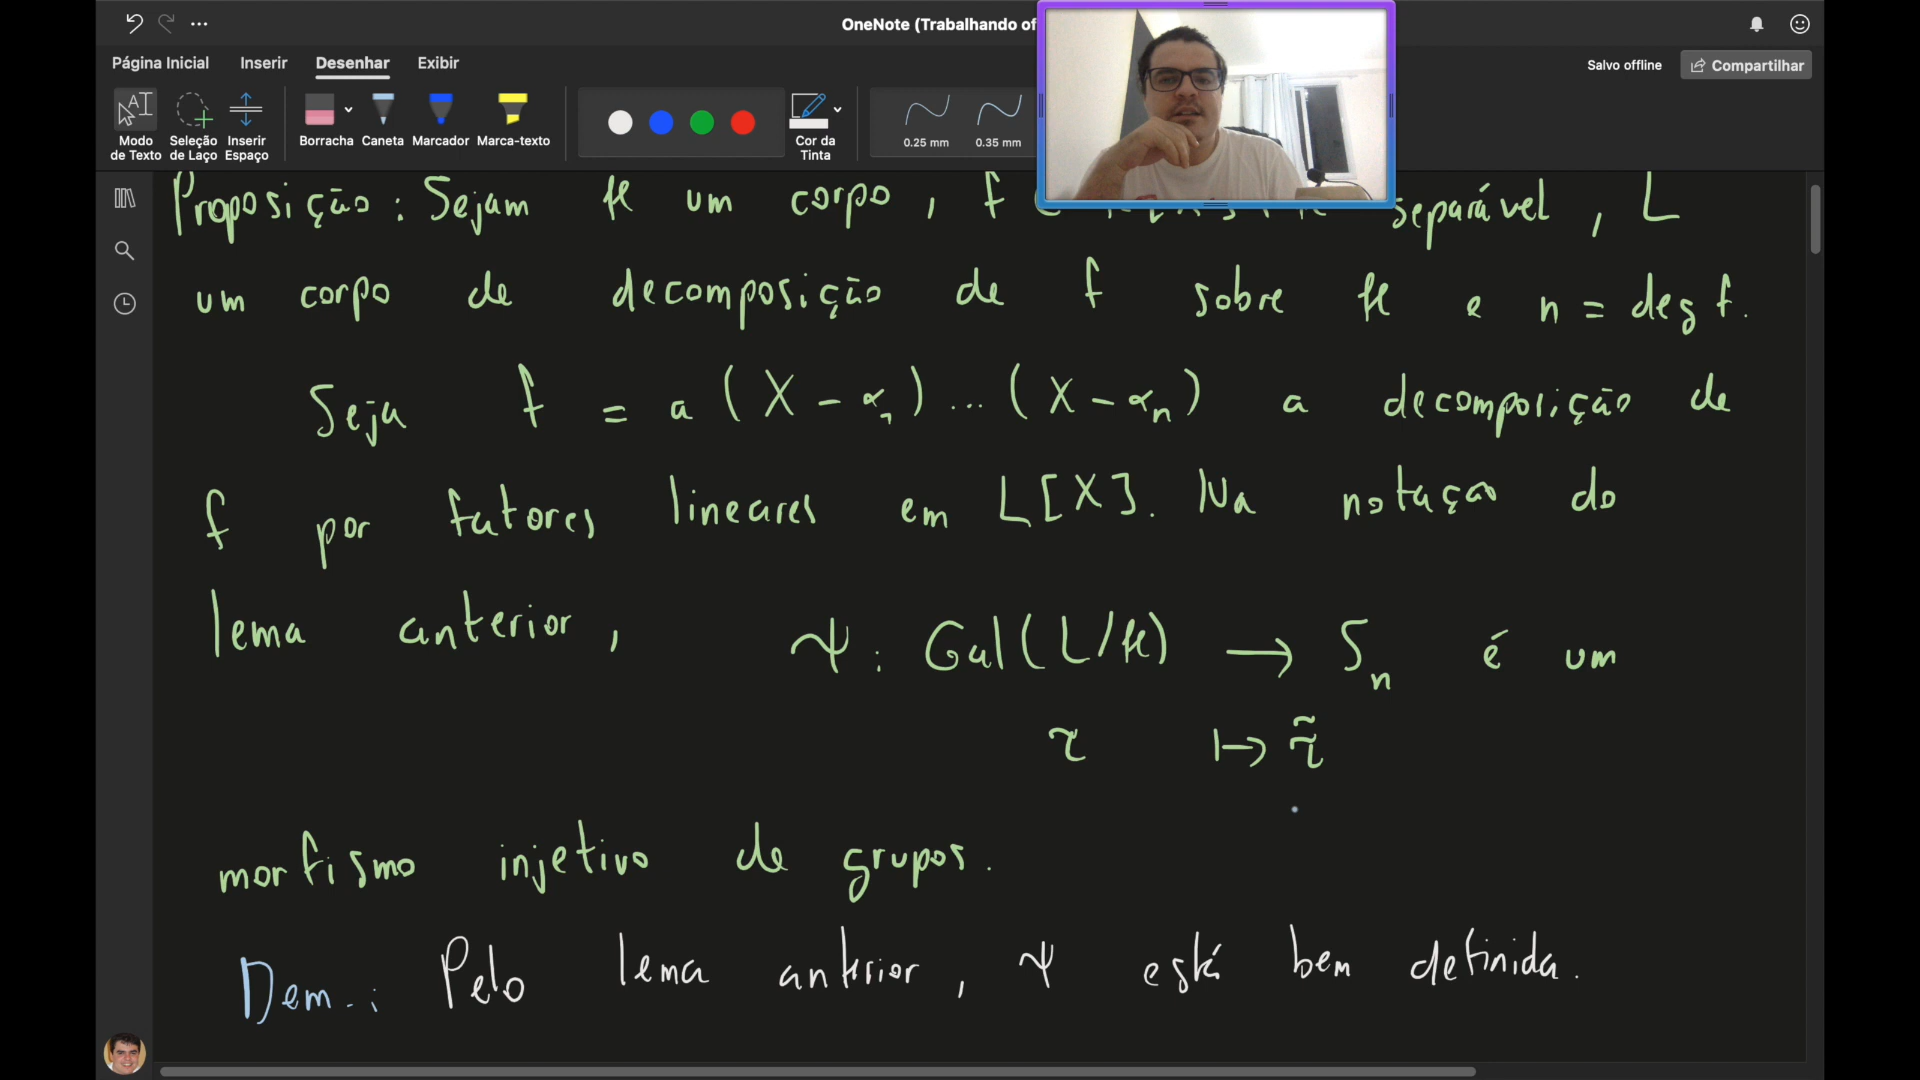 OneNote (Trabalhando of
Página Inicial Inserir Desenhar Exibir
Salvo offline Compartilhar
Modo de Texto
Seleção de Laço
Inserir Espaço
Borracha Caneta Marcador Marca-texto
Cor da Tinta
0.25 mm 0.35 mm
Proposição: Sejam k um corpo, f separável, L
um corpo de decomposição de f sobre k e n = deg f.
Seja f = a (X - α₁) ... (X - αₙ) a decomposição de
f por fatores lineares em L[X]. Na notação do
lema anterior, ψ: Gal(L/k) → Sₙ é um
τ ↦ τ̃
morfismo injetivo de grupos.
Dem.: Pelo lema anterior, ψ está bem definida.